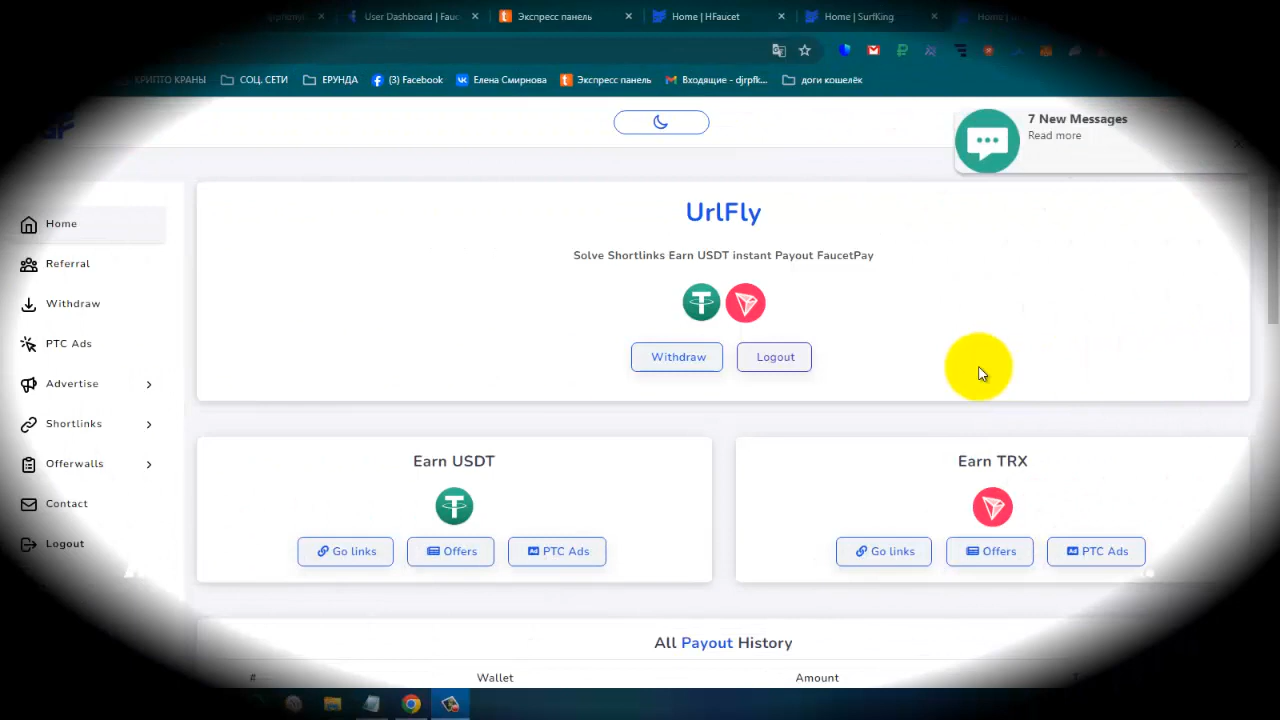 User Dashboard | Fauc
Экспресс панель
Home | HFaucet
Home | SurfKing
КРИПТО КРАНЫ
СОЦ. СЕТИ
ЕРУНДА
(3) Facebook
Елена Смирнова
Экспресс панель
Входящие - djrpfk...
доги кошелёк
7 New Messages
Read more
Home
Referral
Withdraw
PTC Ads
Advertise
Shortlinks
Offerwalls
Contact
Logout
UrlFly
Solve Shortlinks Earn USDT instant Payout FaucetPay
Withdraw
Logout
Earn USDT
Go links
Offers
PTC Ads
Earn TRX
Go links
Offers
PTC Ads
All Payout History
#
Wallet
Amount